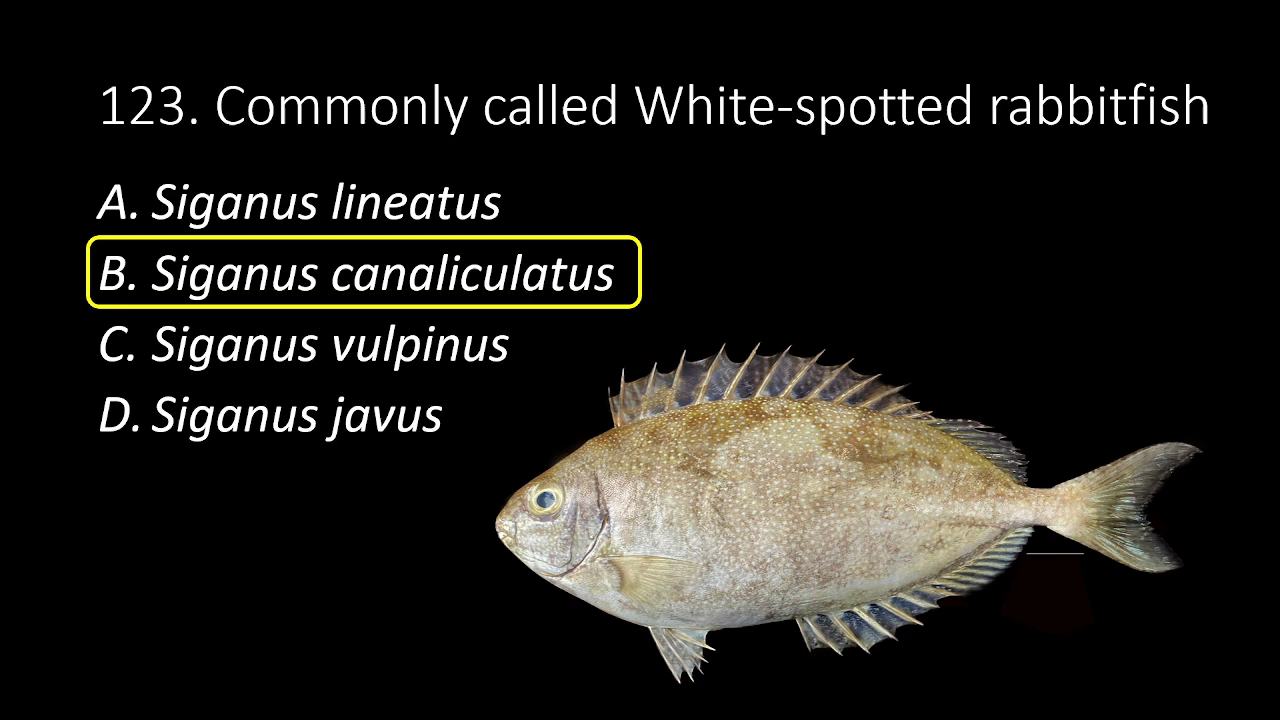 123. Commonly called White-spotted rabbitfish
A. Siganus lineatus
B. Siganus canaliculatus
C. Siganus vulpinus
D. Siganus javus